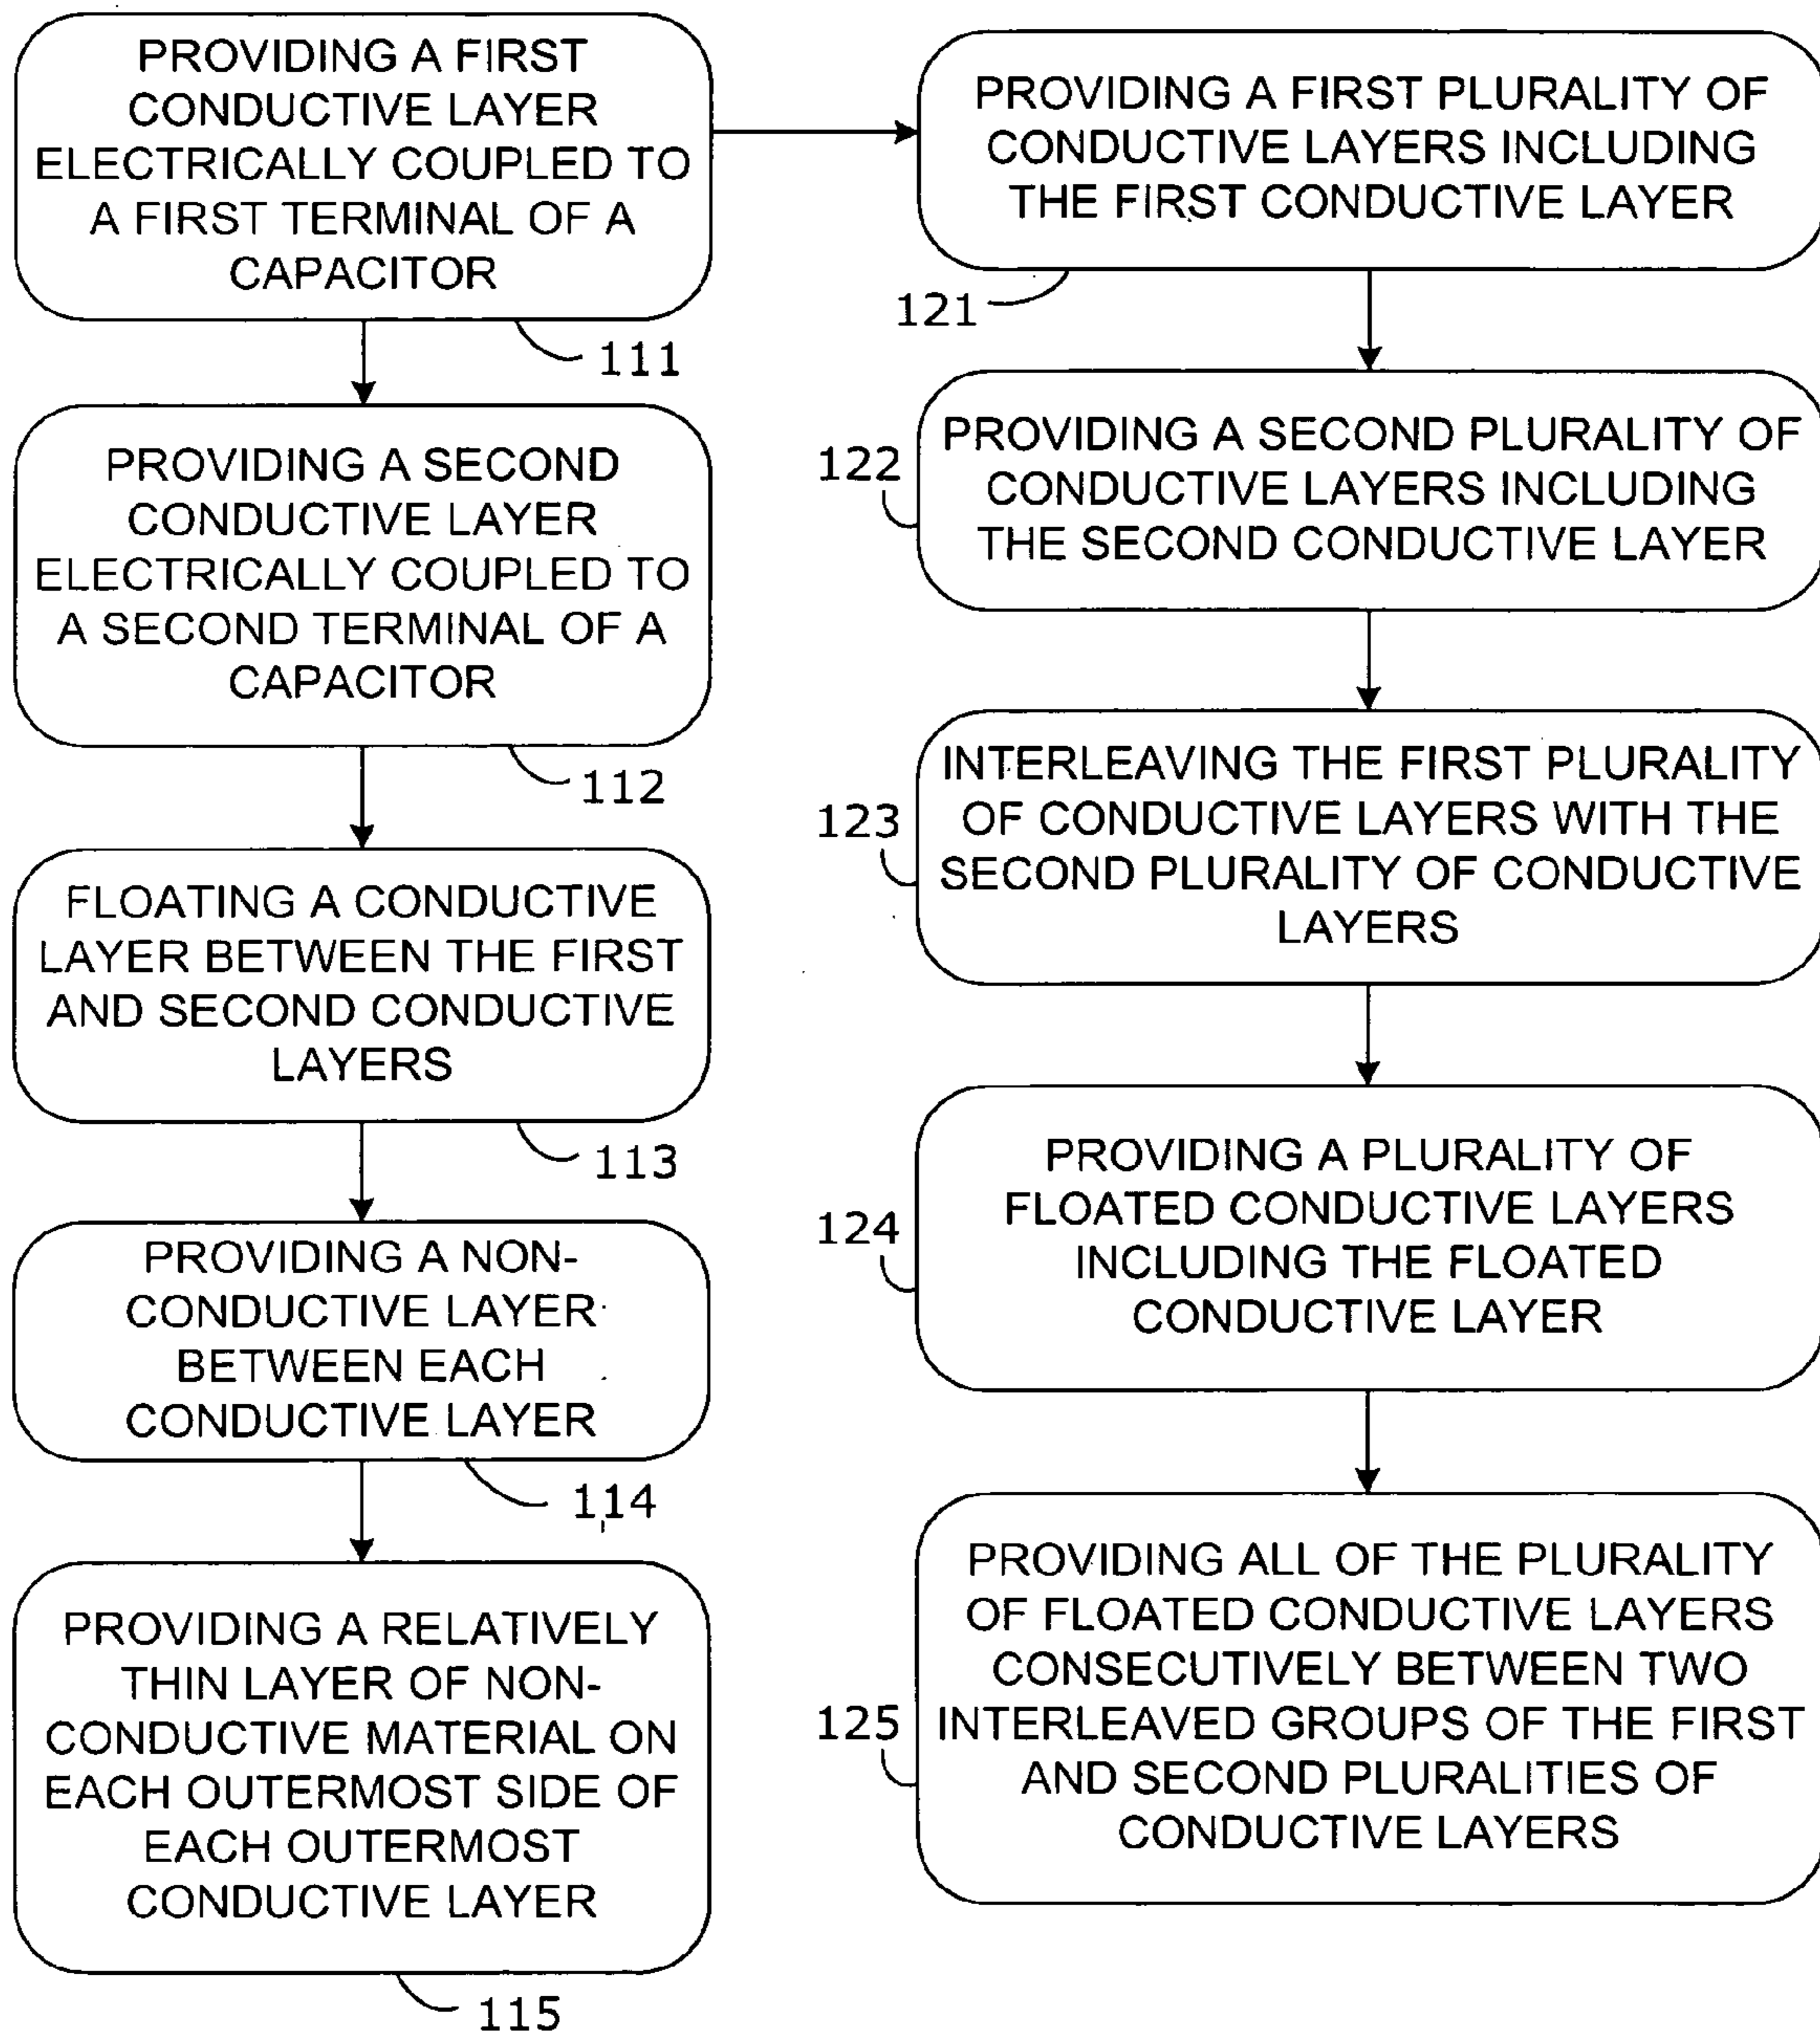 PROVIDING A FIRST
CONDUCTIVE LAYER
ELECTRICALLY COUPLED TO
A FIRST TERMINAL OF A
CAPACITOR
111
PROVIDING A SECOND
CONDUCTIVE LAYER
ELECTRICALLY COUPLED TO
A SECOND TERMINAL OF A
CAPACITOR
112
FLOATING A CONDUCTIVE
LAYER BETWEEN THE FIRST
AND SECOND CONDUCTIVE
LAYERS
113
PROVIDING A NON-
CONDUCTIVE LAYER
BETWEEN EACH
CONDUCTIVE LAYER
114
PROVIDING A RELATIVELY
THIN LAYER OF NON-
CONDUCTIVE MATERIAL ON
EACH OUTERMOST SIDE OF
EACH OUTERMOST
CONDUCTIVE LAYER
115
PROVIDING A FIRST PLURALITY OF
CONDUCTIVE LAYERS INCLUDING
THE FIRST CONDUCTIVE LAYER
121
PROVIDING A SECOND PLURALITY OF
CONDUCTIVE LAYERS INCLUDING
THE SECOND CONDUCTIVE LAYER
122
INTERLEAVING THE FIRST PLURALITY
OF CONDUCTIVE LAYERS WITH THE
SECOND PLURALITY OF CONDUCTIVE
LAYERS
123
PROVIDING A PLURALITY OF
FLOATED CONDUCTIVE LAYERS
INCLUDING THE FLOATED
CONDUCTIVE LAYER
124
PROVIDING ALL OF THE PLURALITY
OF FLOATED CONDUCTIVE LAYERS
CONSECUTIVELY BETWEEN TWO
INTERLEAVED GROUPS OF THE FIRST
AND SECOND PLURALITIES OF
CONDUCTIVE LAYERS
125